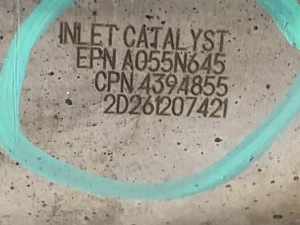 INLET CATALYST
EPN A055N645
CPN 4394855
2D261207421